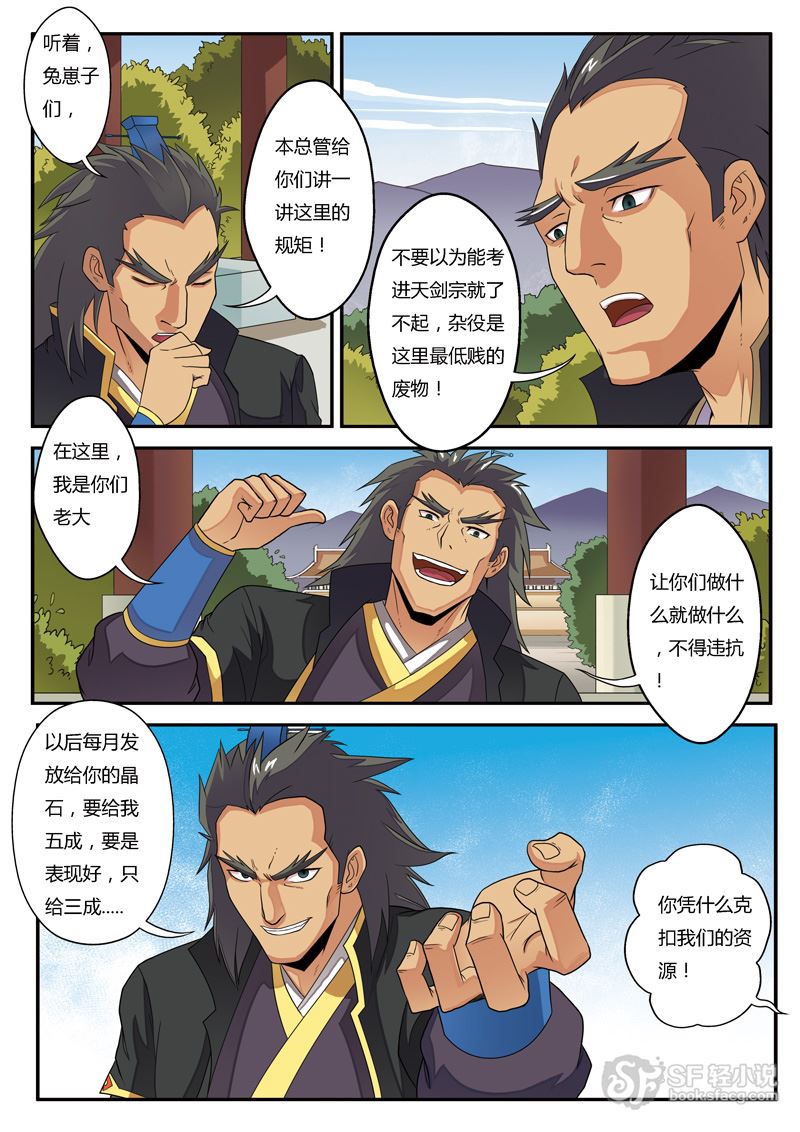 听着，
兔崽子
们，
本总管给
你们讲一
讲这里的
规矩！
不要以为能考
进天剑宗就了
不起，杂役是
这里最低贱的
废物！
在这里，
我是你们
老大
让你们做什
么就做什么
，不得违抗
！
以后每月发
放给你的晶
石，要给我
五成，要是
表现好，只
给三成.....
你凭什么克
扣我们的资
源！
SF轻小说
book.sfacg.com